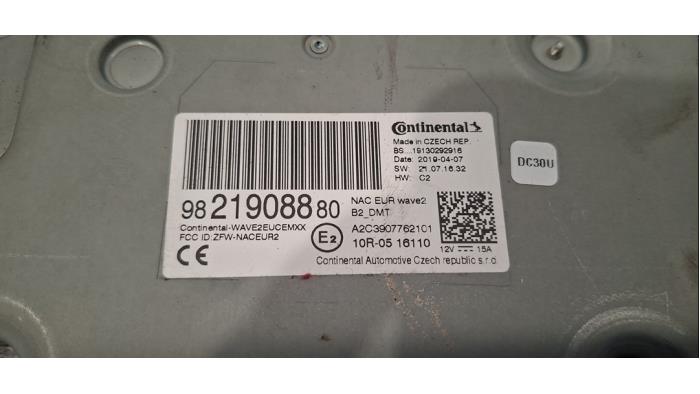 Continental
Made in CZECH REP.
BS...:19130292916
Date: 2019-04-07
SW: 21.07.16.32
HW: C2
DC30U
98 219088 80
NAC EUR wave2
B2_DMT
Continental-WAVE2EUCEMXX
FCC ID:ZFW-NACEUR2
E2
A2C3907762101
10R-05 16110
12V 15A
CE
Continental Automotive Czech republic s.r.o.